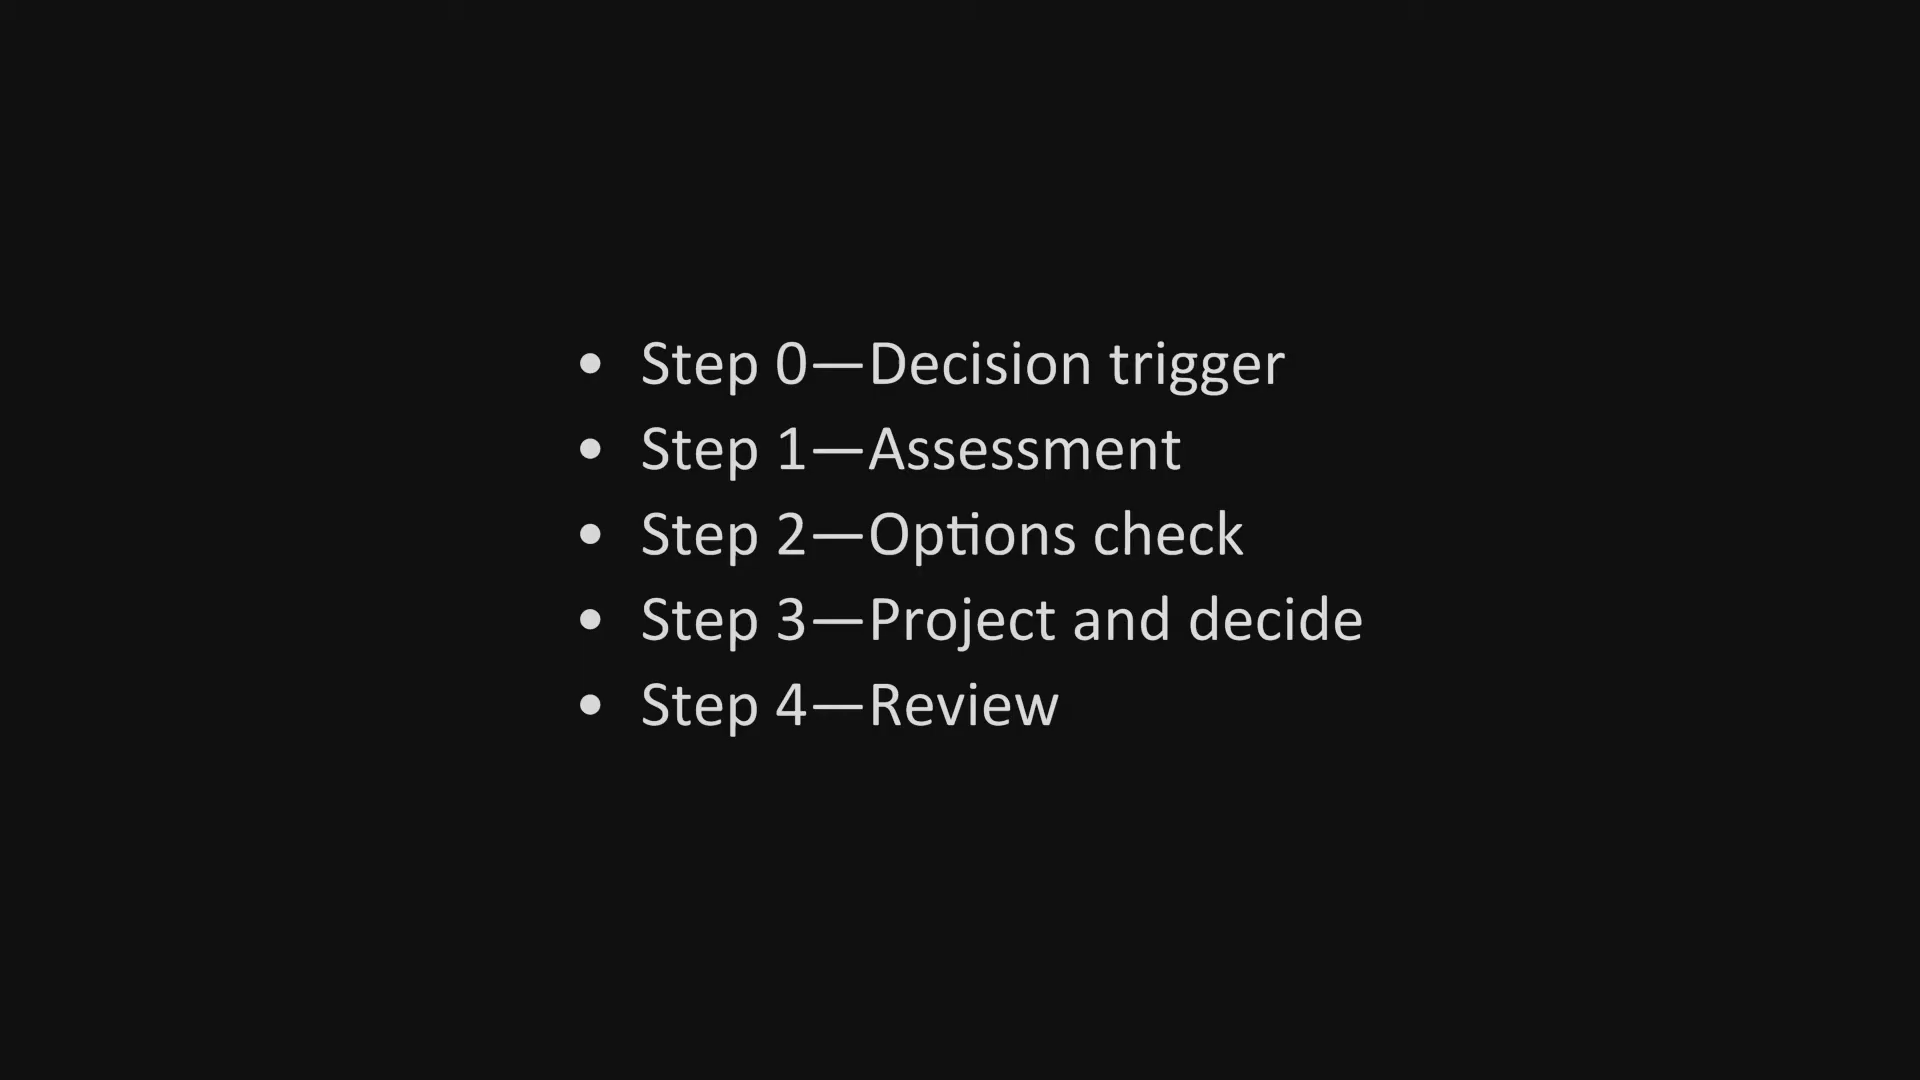 • Step 0—Decision trigger
• Step 1—Assessment
• Step 2—Options check
• Step 3—Project and decide
• Step 4—Review